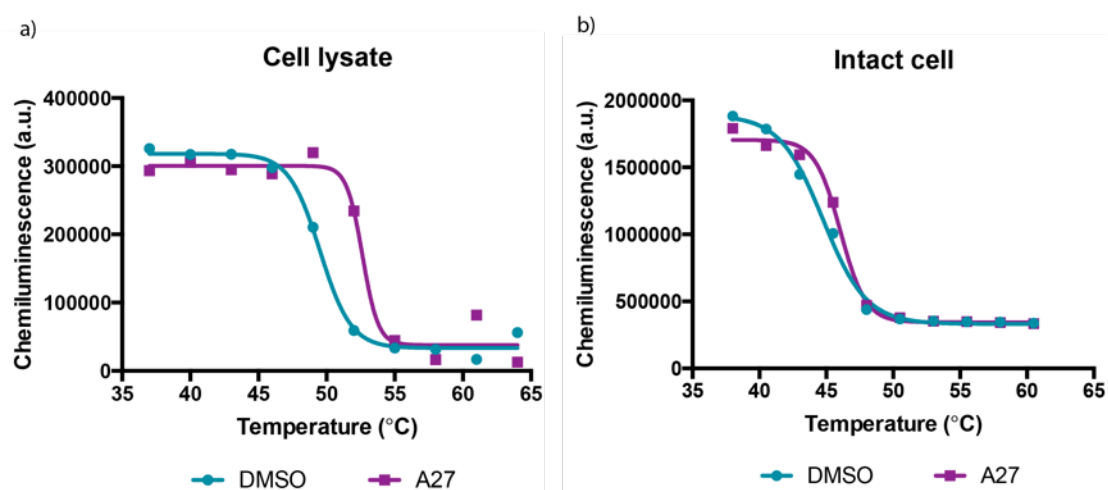 a)
Cell lysate
Chemiluminescence (a.u.)
400000
300000
200000
100000
0
35 40 45 50 55 60 65
Temperature (°C)
DMSO A27
b)
Intact cell
Chemiluminescence (a.u.)
2000000
1500000
1000000
500000
0
35 40 45 50 55 60 65
Temperature (°C)
DMSO A27